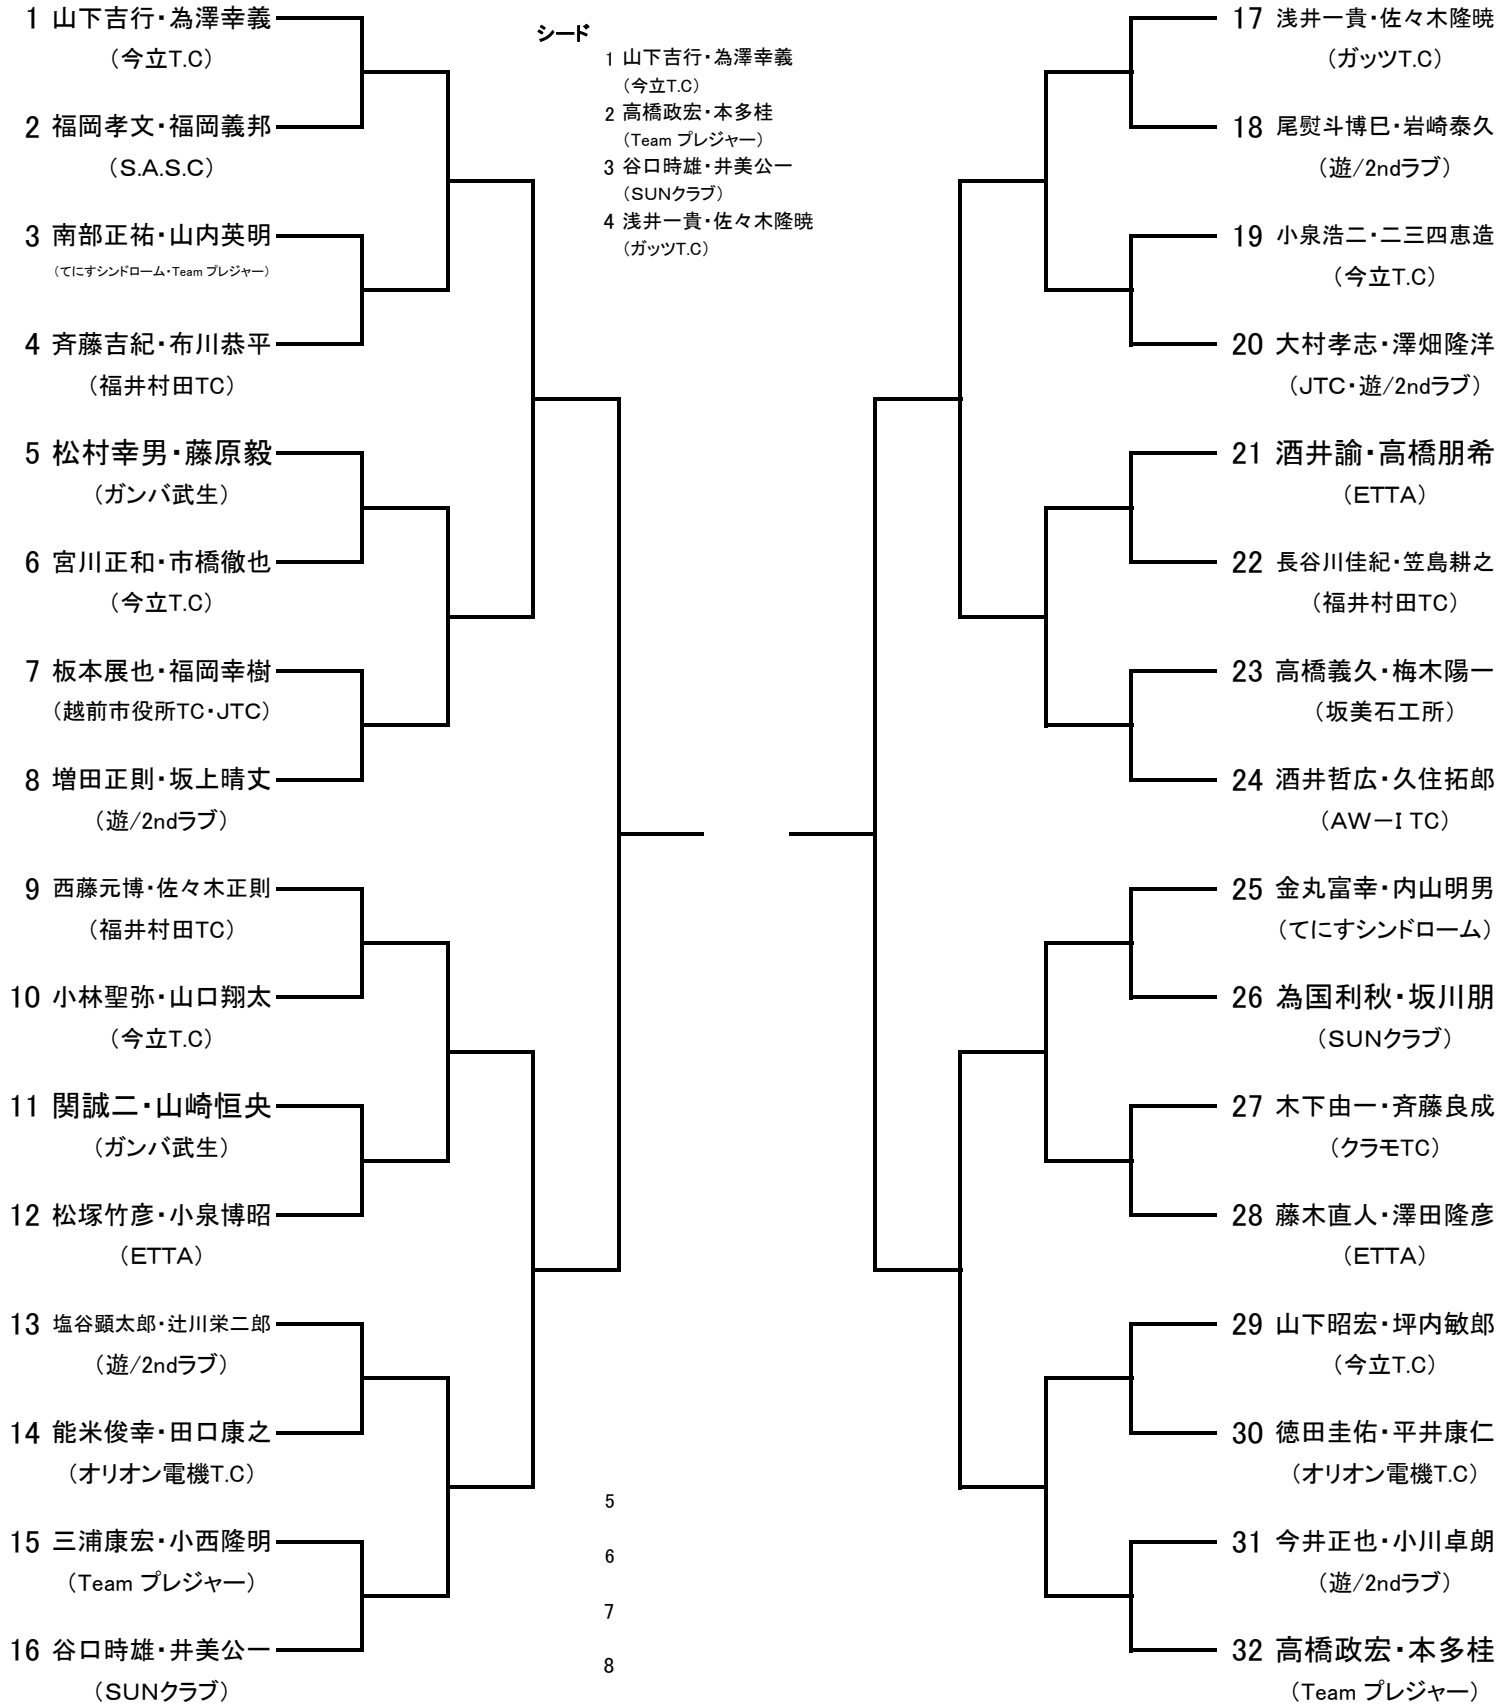 1 山下吉行・為澤幸義
（今立T.C）
2 福岡孝文・福岡義邦
（S.A.S.C）
3 南部正祐・山内英明
（てにすシンドローム・Team プレジャー）
4 斉藤吉紀・布川恭平
（福井村田TC）
5 松村幸男・藤原毅
（ガンバ武生）
6 宮川正和・市橋徹也
（今立T.C）
7 板本展也・福岡幸樹
（越前市役所TC・JTC）
8 増田正則・坂上晴丈
（遊/2ndラブ）
9 西藤元博・佐々木正則
（福井村田TC）
10 小林聖弥・山口翔太
（今立T.C）
11 関誠二・山崎恒央
（ガンバ武生）
12 松塚竹彦・小泉博昭
（ETTA）
13 塩谷顕太郎・辻川栄二郎
（遊/2ndラブ）
14 能米俊幸・田口康之
（オリオン電機T.C）
15 三浦康宏・小西隆明
（Team プレジャー）
16 谷口時雄・井美公一
（SUNクラブ）
シード
1 山下吉行・為澤幸義
（今立T.C）
2 高橋政宏・本多桂
（Team プレジャー）
3 谷口時雄・井美公一
（SUNクラブ）
4 浅井一貴・佐々木隆暁
（ガッツT.C）
5
6
7
8
17 浅井一貴・佐々木隆暁
（ガッツT.C）
18 尾熨斗博巳・岩崎泰久
（遊/2ndラブ）
19 小泉浩二・二三四恵造
（今立T.C）
20 大村孝志・澤畑隆洋
（JTC・遊/2ndラブ）
21 酒井諭・高橋朋希
（ETTA）
22 長谷川佳紀・笠島耕之
（福井村田TC）
23 高橋義久・梅木陽一
（坂美石工所）
24 酒井哲広・久住拓郎
（AW－I TC）
25 金丸富幸・内山明男
（てにすシンドローム）
26 為国利秋・坂川朋
（SUNクラブ）
27 木下由一・斉藤良成
（クラモTC）
28 藤木直人・澤田隆彦
（ETTA）
29 山下昭宏・坪内敏郎
（今立T.C）
30 徳田圭佑・平井康仁
（オリオン電機T.C）
31 今井正也・小川卓朗
（遊/2ndラブ）
32 高橋政宏・本多桂
（Team プレジャー）